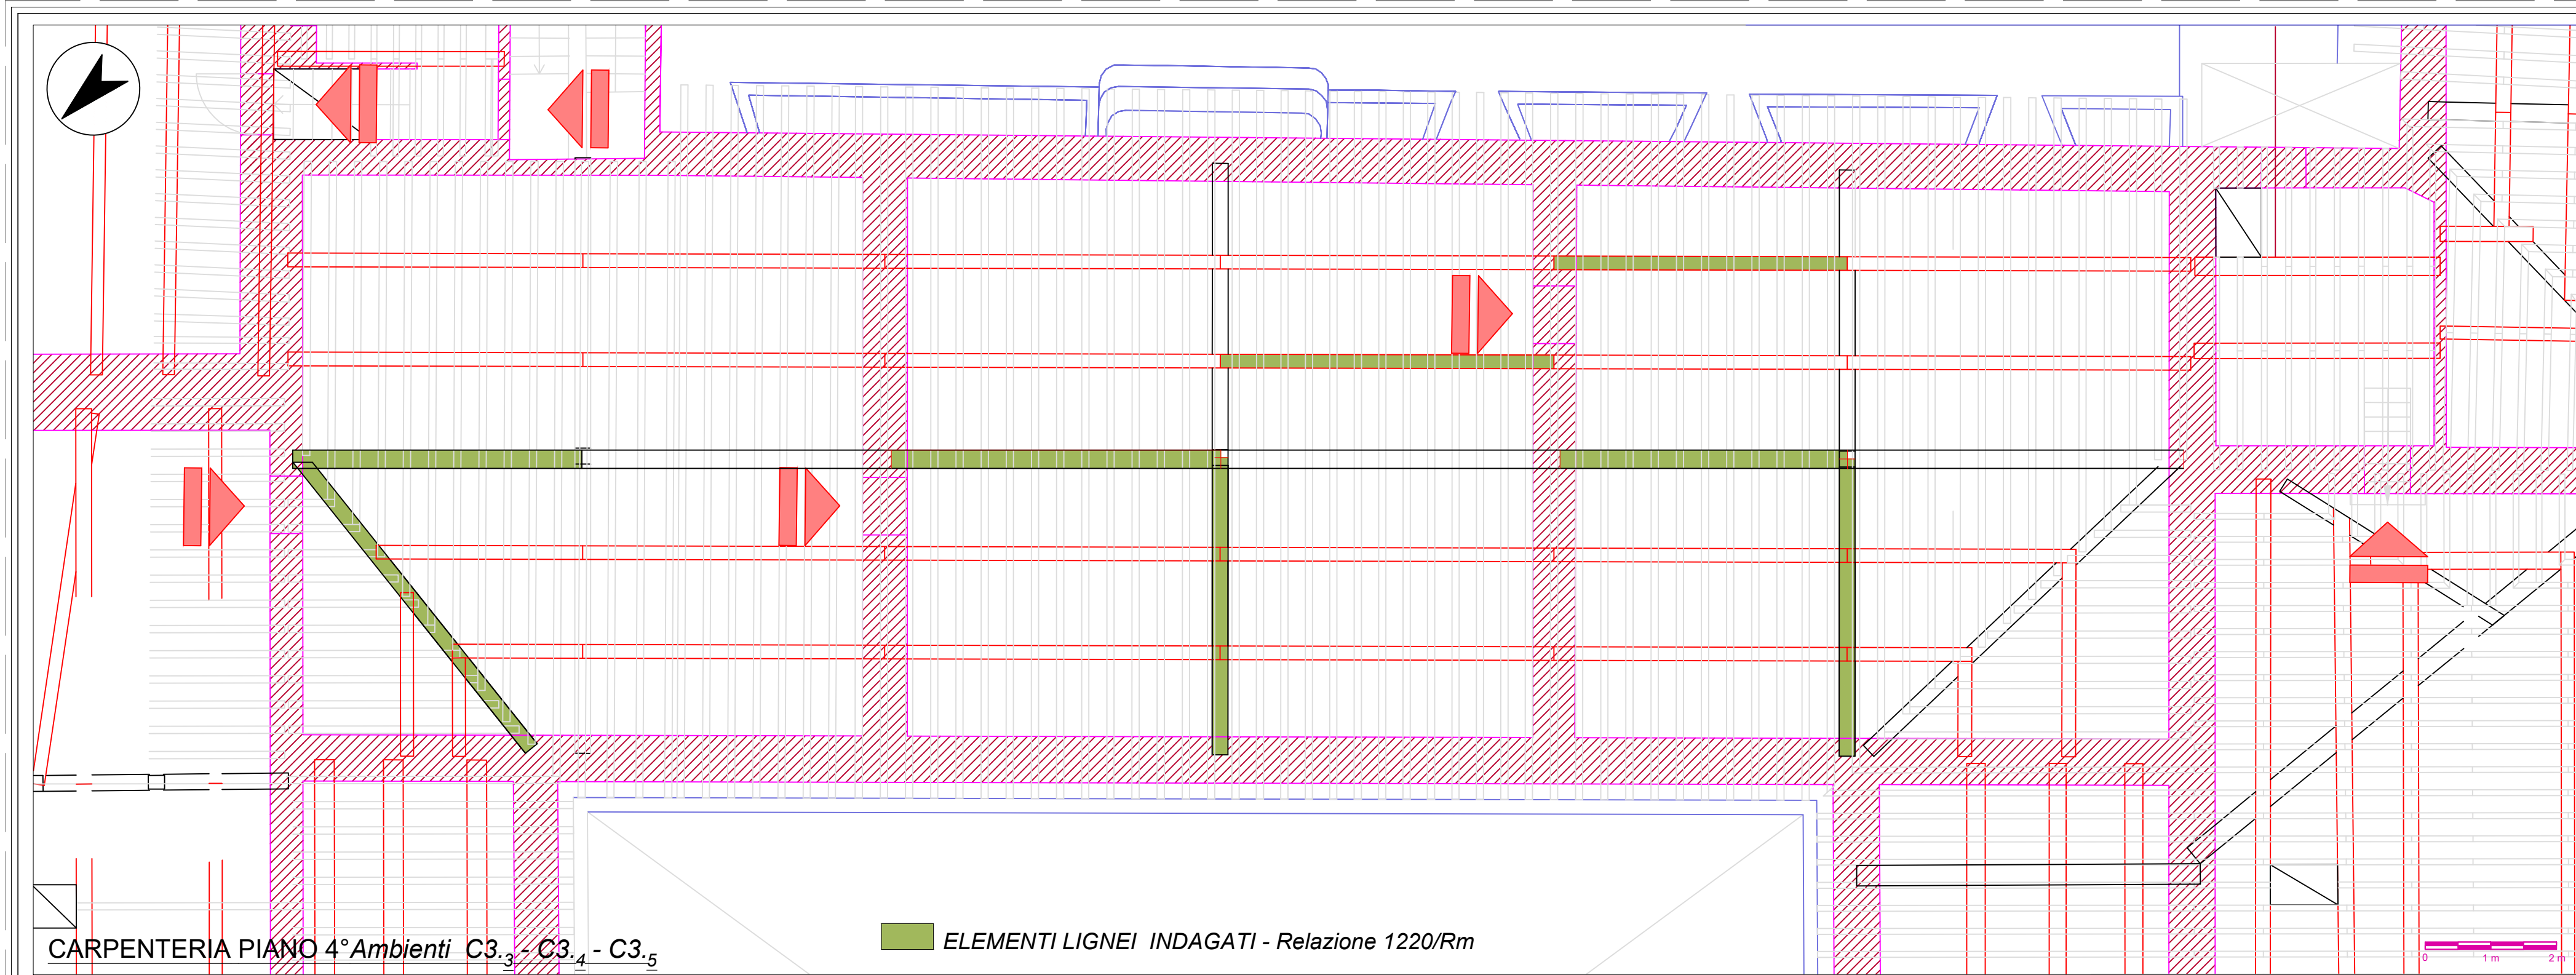 CARPENTERIA PIANO 4° Ambienti C3.3 - C3.4 - C3.5
ELEMENTI LIGNEI INDAGATI - Relazione 1220/Rm
0 1 m 2 m